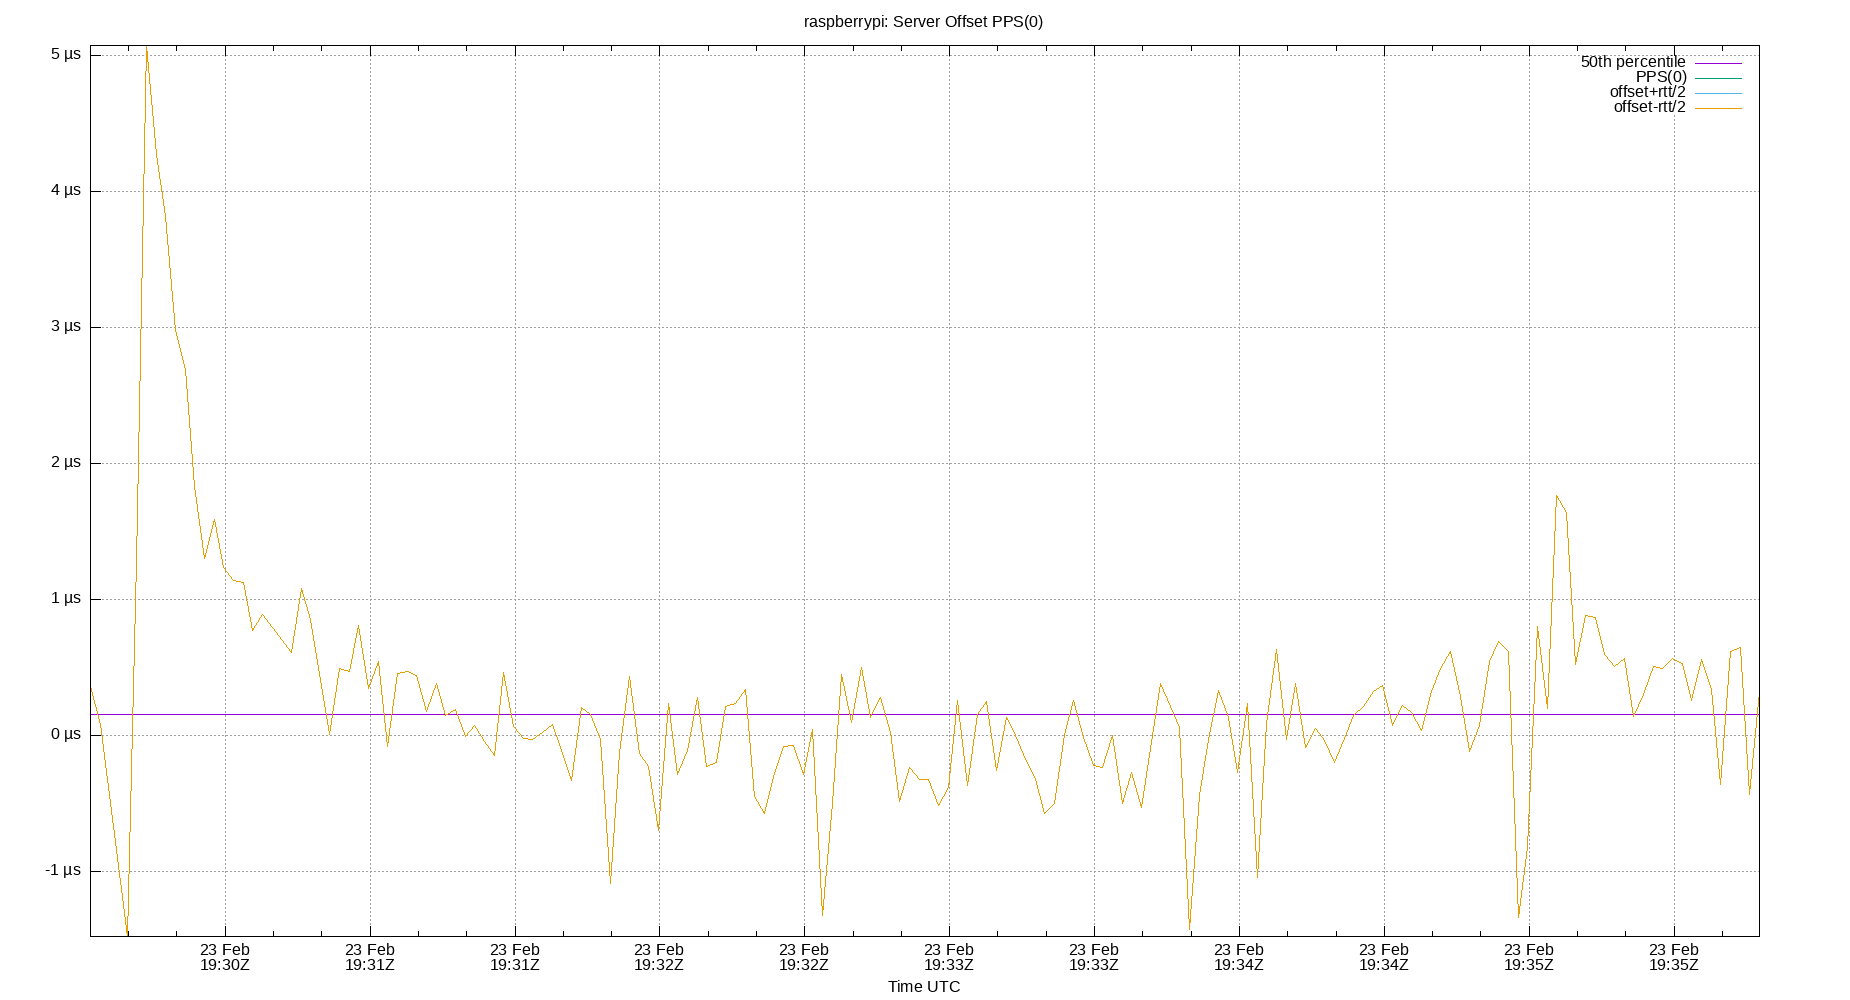 raspberrypi: Server Offset PPS(0)
5 µs
4 µs
3 µs
2 µs
1 µs
0 µs
-1 µs
50th percentile
PPS(0)
offset+rtt/2
offset-rtt/2
23 Feb 23 Feb 23 Feb 23 Feb 23 Feb 23 Feb 23 Feb 23 Feb 23 Feb 23 Feb 23 Feb
19:30Z 19:31Z 19:31Z 19:32Z 19:32Z 19:33Z 19:33Z 19:34Z 19:34Z 19:35Z 19:35Z
Time UTC